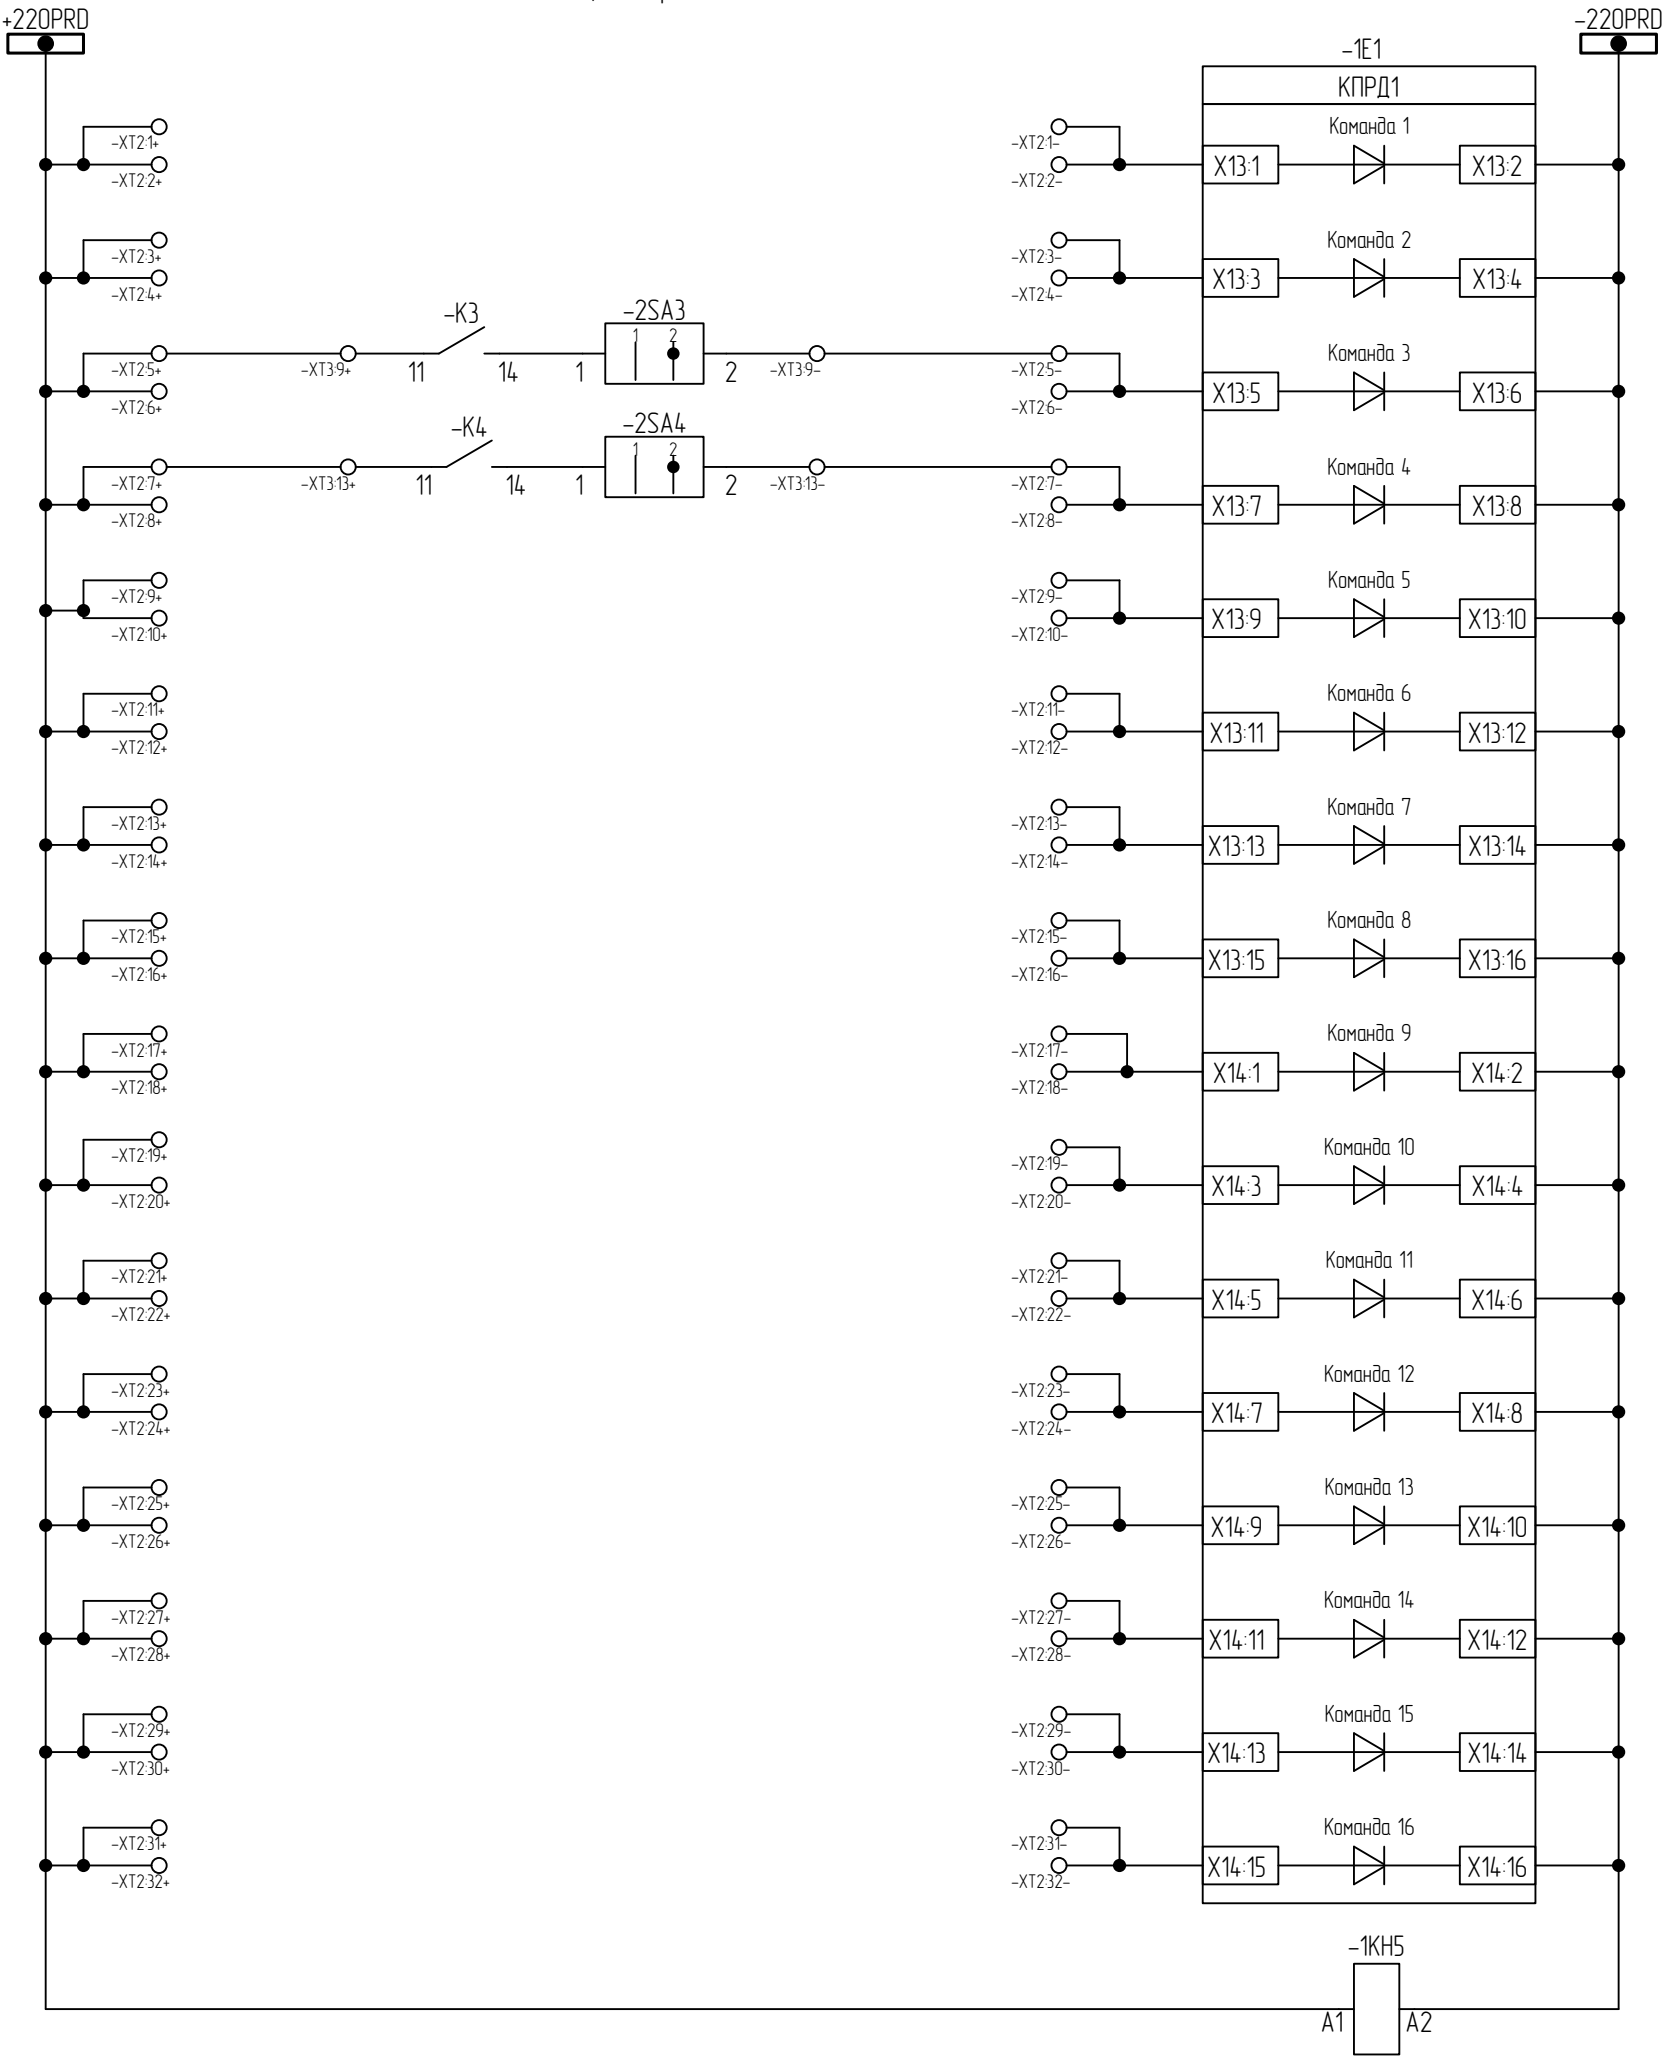 +220PRD
-220PRD
-1E1
КПРД1
Команда 1
-XT2:1+
-XT2:1-
X13:1
X13:2
-XT2:2+
-XT2:2-
Команда 2
-XT2:3+
-XT2:3-
X13:3
X13:4
-XT2:4+
-XT2:4-
-K3
-2SA3
1 2
Команда 3
-XT2:5+
-XT3:9+
11
14
1
2
-XT3:9-
-XT2:5-
X13:5
X13:6
-XT2:6+
-XT2:6-
-K4
-2SA4
1 2
Команда 4
-XT2:7+
-XT3:13+
11
14
1
2
-XT3:13-
-XT2:7-
X13:7
X13:8
-XT2:8+
-XT2:8-
Команда 5
-XT2:9+
-XT2:9-
X13:9
X13:10
-XT2:10+
-XT2:10-
Команда 6
-XT2:11+
-XT2:11-
X13:11
X13:12
-XT2:12+
-XT2:12-
Команда 7
-XT2:13+
-XT2:13-
X13:13
X13:14
-XT2:14+
-XT2:14-
Команда 8
-XT2:15+
-XT2:15-
X13:15
X13:16
-XT2:16+
-XT2:16-
Команда 9
-XT2:17+
-XT2:17-
X14:1
X14:2
-XT2:18+
-XT2:18-
Команда 10
-XT2:19+
-XT2:19-
X14:3
X14:4
-XT2:20+
-XT2:20-
Команда 11
-XT2:21+
-XT2:21-
X14:5
X14:6
-XT2:22+
-XT2:22-
Команда 12
-XT2:23+
-XT2:23-
X14:7
X14:8
-XT2:24+
-XT2:24-
Команда 13
-XT2:25+
-XT2:25-
X14:9
X14:10
-XT2:26+
-XT2:26-
Команда 14
-XT2:27+
-XT2:27-
X14:11
X14:12
-XT2:28+
-XT2:28-
Команда 15
-XT2:29+
-XT2:29-
X14:13
X14:14
-XT2:30+
-XT2:30-
Команда 16
-XT2:31+
-XT2:31-
X14:15
X14:16
-XT2:32+
-XT2:32-
-1KH5
A1
A2